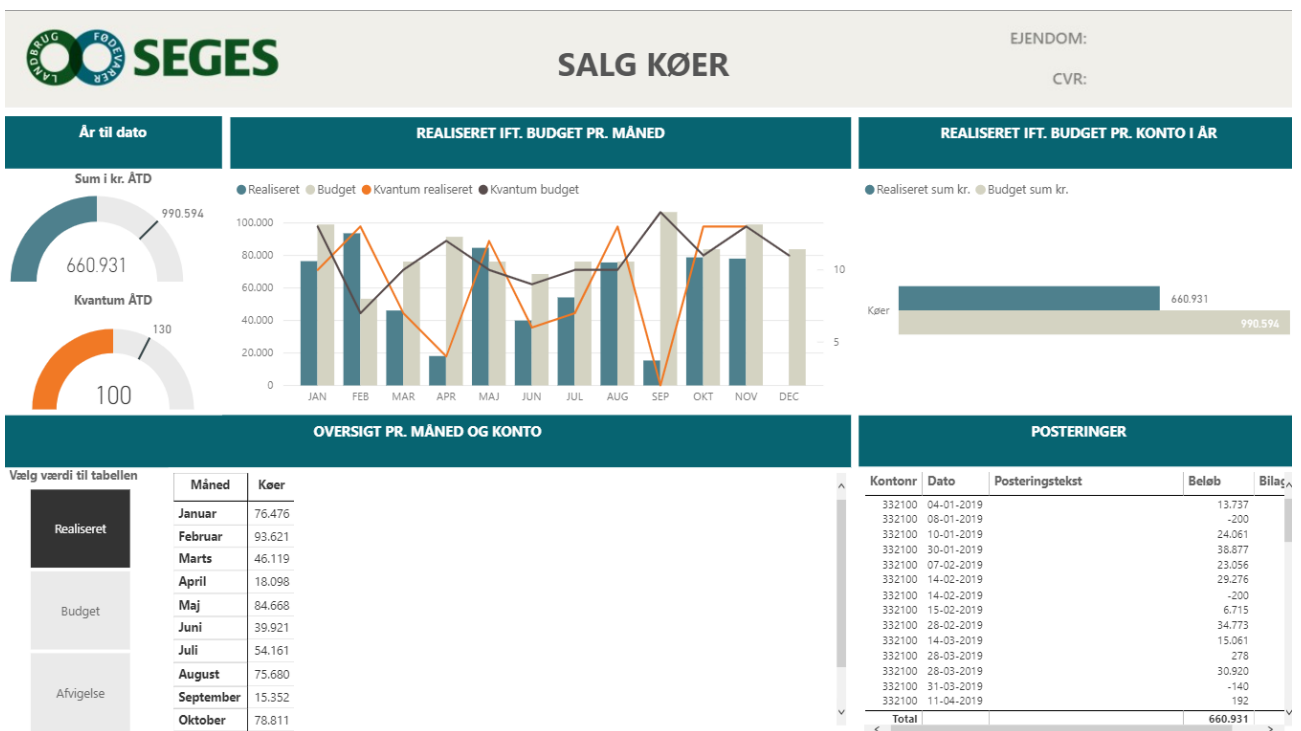 LANDBRUG FØDEVARER SEGES
SALG KØER
EJENDOM:
CVR:
År til dato
Sum i kr. ÅTD
990.594
660.931
Kvantum ÅTD
130
100
REALISERET IFT. BUDGET PR. MÅNED
Realiseret Budget Kvantum realiseret Kvantum budget
100.000
80.000
60.000
40.000
20.000
0
10
5
JAN FEB MAR APR MAJ JUN JUL AUG SEP OKT NOV DEC
REALISERET IFT. BUDGET PR. KONTO I ÅR
Realiseret sum kr. Budget sum kr.
Køer
660.931
990.594
OVERSIGT PR. MÅNED OG KONTO
Vælg værdi til tabellen
Realiseret
Budget
Afvigelse
Måned Køer
Januar 76.476
Februar 93.621
Marts 46.119
April 18.098
Maj 84.668
Juni 39.921
Juli 54.161
August 75.680
September 15.352
Oktober 78.811
POSTERINGER
Kontonr Dato Posteringstekst Beløb Bilag
332100 04-01-2019 13.737
332100 08-01-2019 -200
332100 10-01-2019 24.061
332100 30-01-2019 38.877
332100 07-02-2019 23.056
332100 14-02-2019 29.276
332100 14-02-2019 -200
332100 15-02-2019 6.715
332100 28-02-2019 34.773
332100 14-03-2019 15.061
332100 28-03-2019 278
332100 28-03-2019 30.920
332100 31-03-2019 -140
332100 11-04-2019 192
Total 660.931